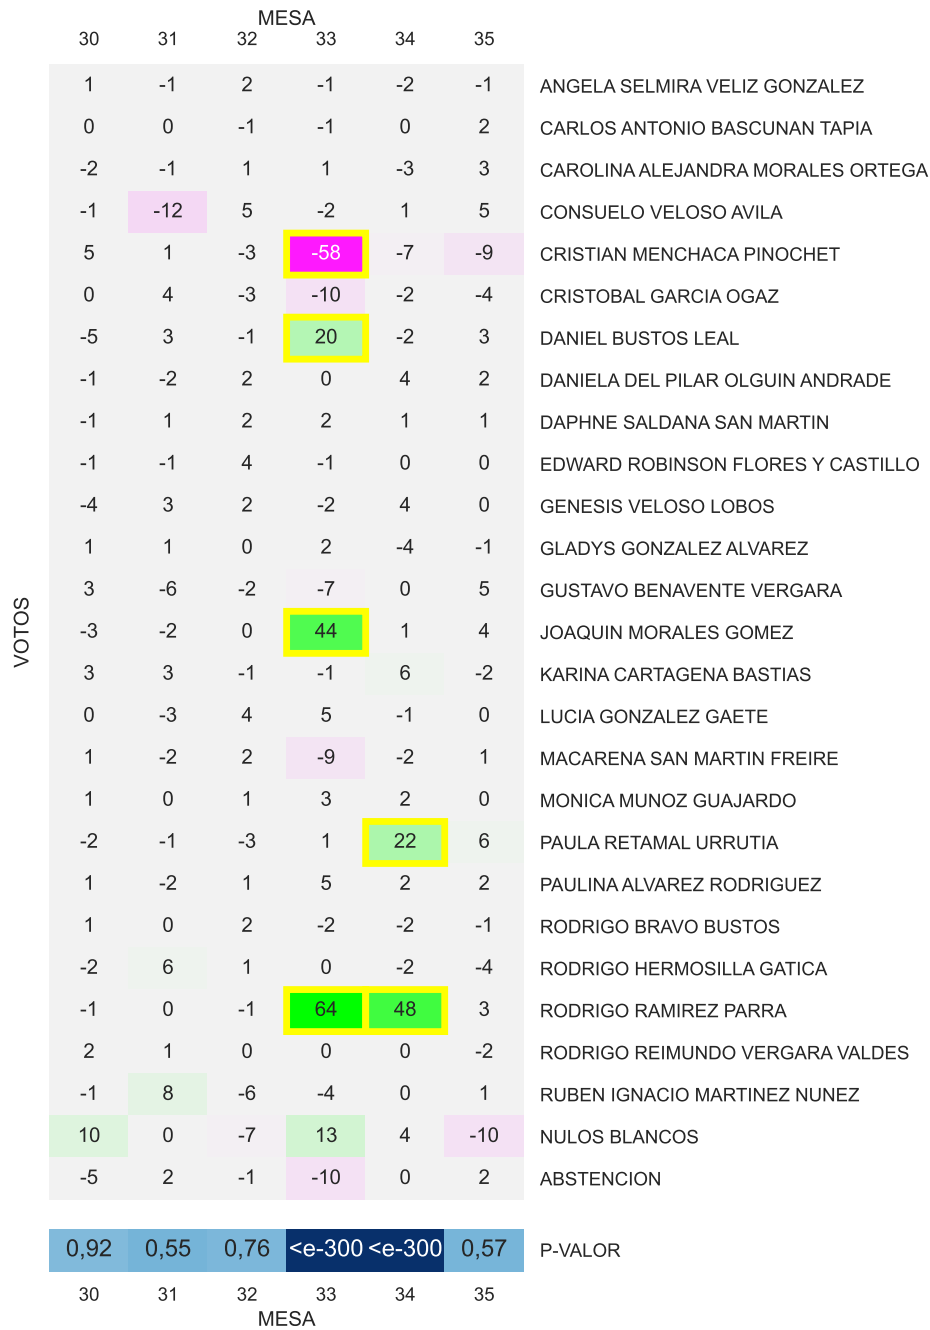 MESA
30 31 32 33 34 35
1 -1 2 -1 -2 -1 ANGELA SELMIRA VELIZ GONZALEZ
0 0 -1 -1 0 2 CARLOS ANTONIO BASCUNAN TAPIA
-2 -1 1 1 -3 3 CAROLINA ALEJANDRA MORALES ORTEGA
-1 -12 5 -2 1 5 CONSUELO VELOSO AVILA
5 1 -3 -58 -7 -9 CRISTIAN MENCHACA PINOCHET
0 4 -3 -10 -2 -4 CRISTOBAL GARCIA OGAZ
-5 3 -1 20 -2 3 DANIEL BUSTOS LEAL
-1 -2 2 0 4 2 DANIELA DEL PILAR OLGUIN ANDRADE
-1 1 2 2 1 1 DAPHNE SALDANA SAN MARTIN
-1 -1 4 -1 0 0 EDWARD ROBINSON FLORES Y CASTILLO
-4 3 2 -2 4 0 GENESIS VELOSO LOBOS
1 1 0 2 -4 -1 GLADYS GONZALEZ ALVAREZ
3 -6 -2 -7 0 5 GUSTAVO BENAVENTE VERGARA
VOTOS
-3 -2 0 44 1 4 JOAQUIN MORALES GOMEZ
3 3 -1 -1 6 -2 KARINA CARTAGENA BASTIAS
0 -3 4 5 -1 0 LUCIA GONZALEZ GAETE
1 -2 2 -9 -2 1 MACARENA SAN MARTIN FREIRE
1 0 1 3 2 0 MONICA MUNOZ GUAJARDO
-2 -1 -3 1 22 6 PAULA RETAMAL URRUTIA
1 -2 1 5 2 2 PAULINA ALVAREZ RODRIGUEZ
1 0 2 -2 -2 -1 RODRIGO BRAVO BUSTOS
-2 6 1 0 -2 -4 RODRIGO HERMOSILLA GATICA
-1 0 -1 64 48 3 RODRIGO RAMIREZ PARRA
2 1 0 0 0 -2 RODRIGO REIMUNDO VERGARA VALDES
-1 8 -6 -4 0 1 RUBEN IGNACIO MARTINEZ NUNEZ
10 0 -7 13 4 -10 NULOS BLANCOS
-5 2 -1 -10 0 2 ABSTENCION
0,92 0,55 0,76 <e-300 <e-300 0,57 P-VALOR
30 31 32 33 34 35
MESA